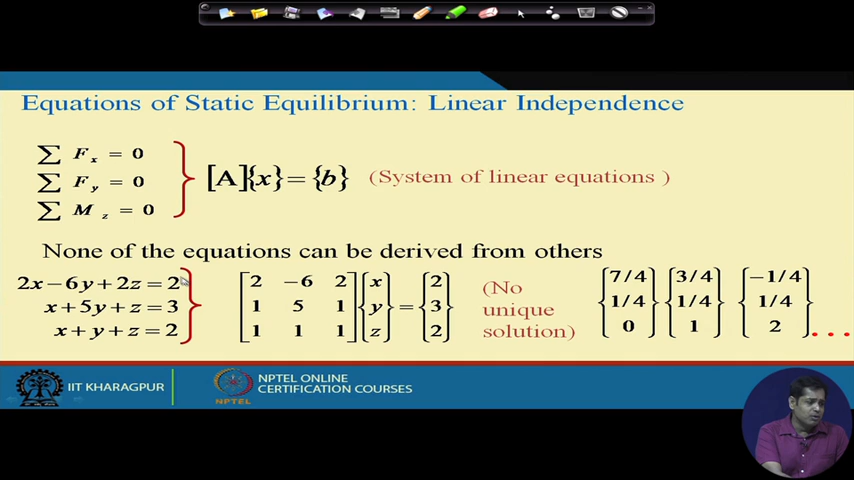 Equations of Static Equilibrium: Linear Independence
∑ F_x = 0
∑ F_y = 0
∑ M_z = 0
[A]{x}={b} (System of linear equations )
None of the equations can be derived from others
2x−6y+2z=2
x+5y+z=3
x+y+z=2
[2 −6 2] {x} {2}
[1 5 1] {y} = {3}
[1 1 1] {z} {2}
(No
unique
solution)
{7/4} {3/4} {−1/4}
{1/4} {1/4} {1/4}
{0} {1} {2} ...
IIT KHARAGPUR
NPTEL
NPTEL ONLINE
CERTIFICATION COURSES